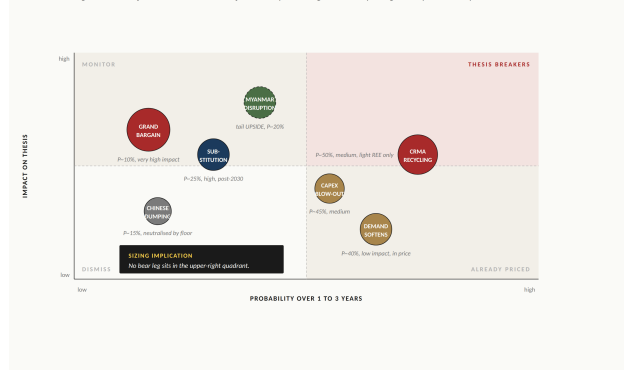 high
MONITOR
THESIS BREAKERS
MYANMAR
DISRUPTION
tail UPSIDE, P~20%
GRAND
BARGAIN
P~10%, very high impact
SUB-
STITUTION
P~25%, high, post-2030
P~50%, medium, light REE only
CRMA
RECYCLING
CAPEX
BLOW-OUT
P~45%, medium
CHINESE
DUMPING
P~15%, neutralised by floor
DEMAND
SOFTENS
P~40%, low impact, in price
SIZING IMPLICATION
No bear leg sits in the upper-right quadrant.
DISMISS
ALREADY PRICED
low
low
high
PROBABILITY OVER 1 TO 3 YEARS
IMPACT ON THESIS